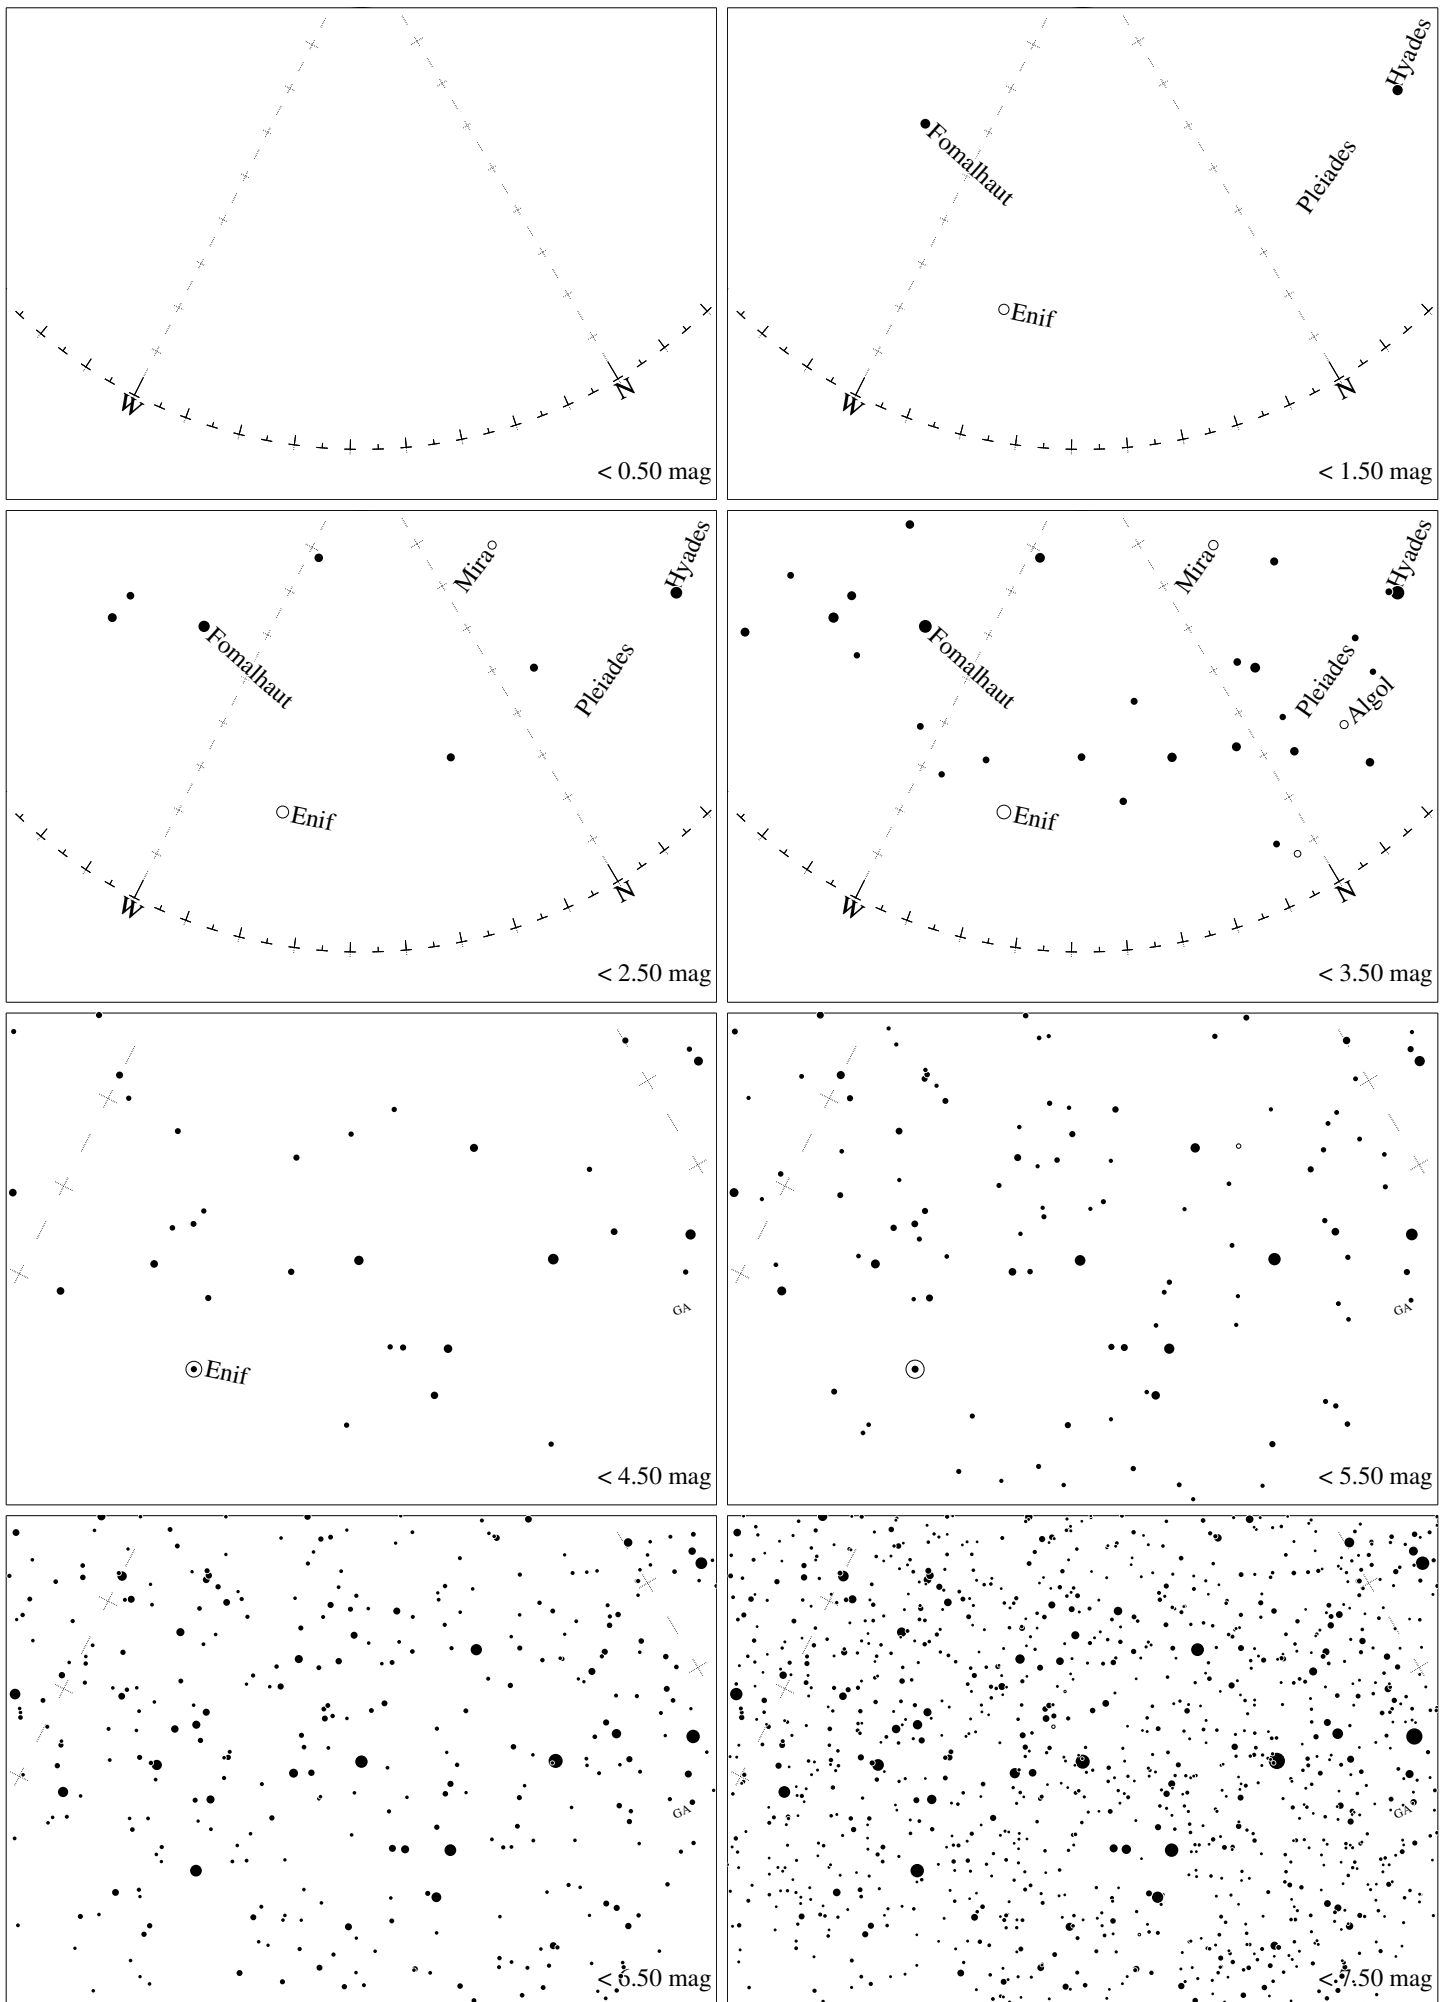 W
N
< 0.50 mag
Hyades
Fomalhaut
Pleiades
Enif
W
N
< 1.50 mag
Mira
Hyades
Fomalhaut
Pleiades
Enif
W
N
< 2.50 mag
Mira
Hyades
Fomalhaut
Pleiades
Algol
Enif
W
N
< 3.50 mag
GA
Enif
< 4.50 mag
GA
< 5.50 mag
GA
< 6.50 mag
GA
< 7.50 mag